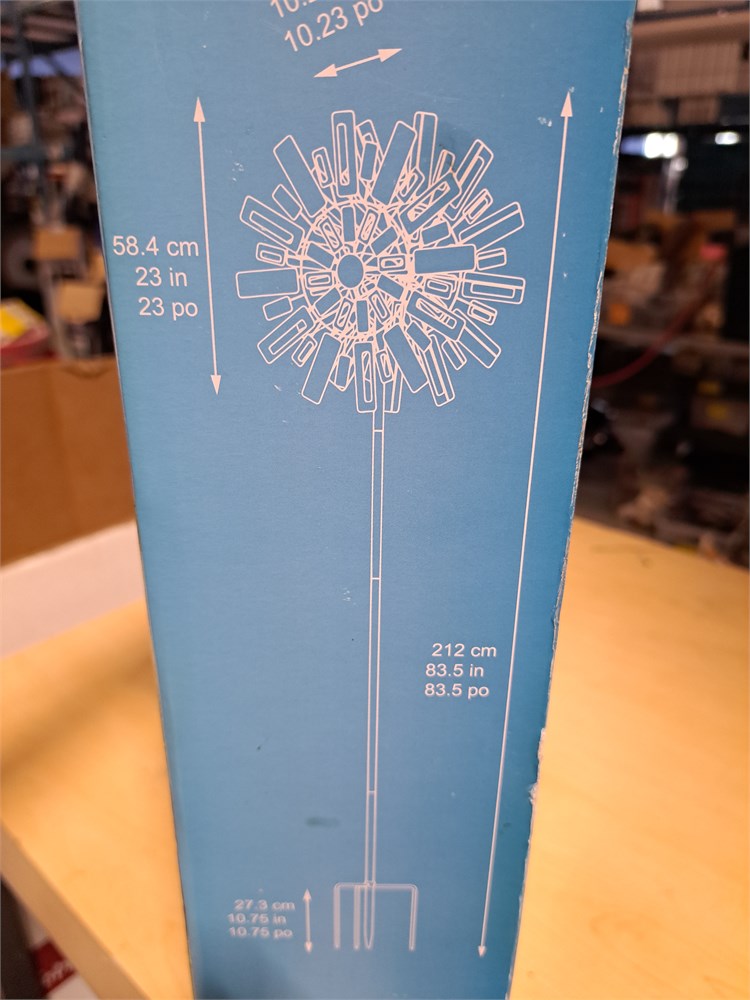 10.23 po
58.4 cm
23 in
23 po
212 cm
83.5 in
83.5 po
27.3 cm
10.75 in
10.75 po